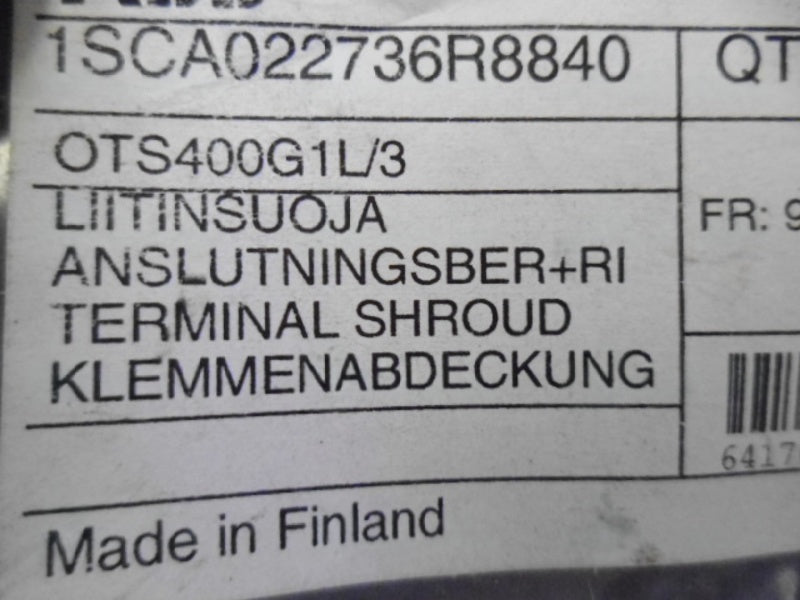 1SCA022736R8840
QT
OTS400G1L/3
LIITINSUOJA
FR: 9
ANSLUTNINGSBER+RI
TERMINAL SHROUD
KLEMMENABDECKUNG
6417
Made in Finland